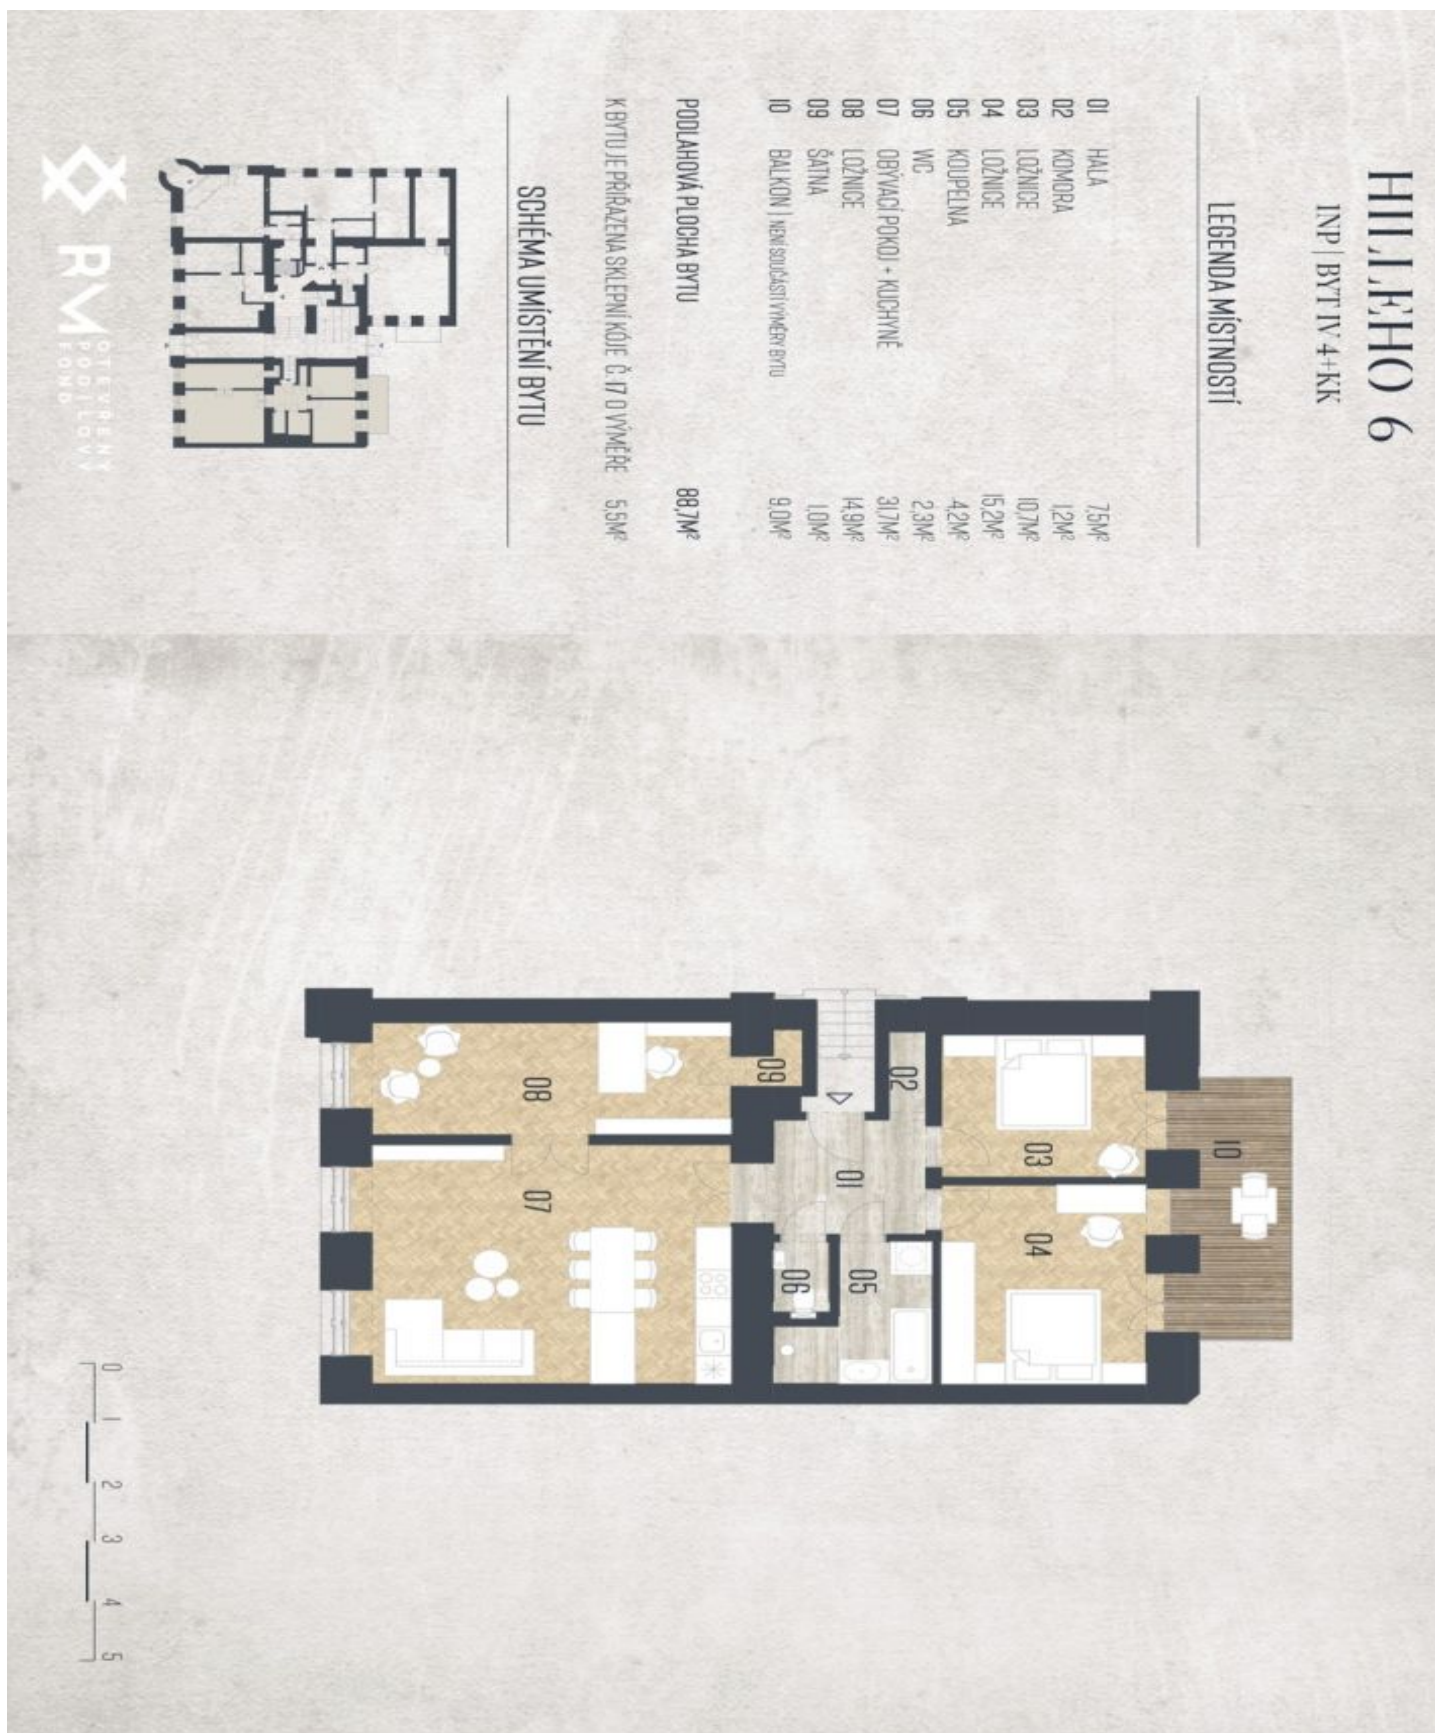 HILLEHO 6
1NP | BYT IV 4+KK
LEGENDA MÍSTNOSTÍ
01 HALA 7,5M²
02 KOMORA 1,2M²
03 LOŽNICE 10,7M²
04 LOŽNICE 15,2M²
05 KOUPELNA 4,2M²
06 WC 2,3M²
07 OBÝVACÍ POKOJ + KUCHYNĚ 31,7M²
08 LOŽNICE 14,9M²
09 ŠATNA 1,0M²
10 BALKON | NENÍ SOUČÁSTÍ VÝMĚRY BYTU 9,0M²
PODLAHOVÁ PLOCHA BYTU 88,7M²
K BYTU JE PŘIŘAZENA SKLEPNÍ KÓJE Č. 17 O VÝMĚŘE 5,5M²
SCHÉMA UMÍSTĚNÍ BYTU
RM OTEVŘENÝ
PODÍLOVÝ
FOND
10
03
04
02
01
05
09
06
08
07
0 1 2 3 4 5